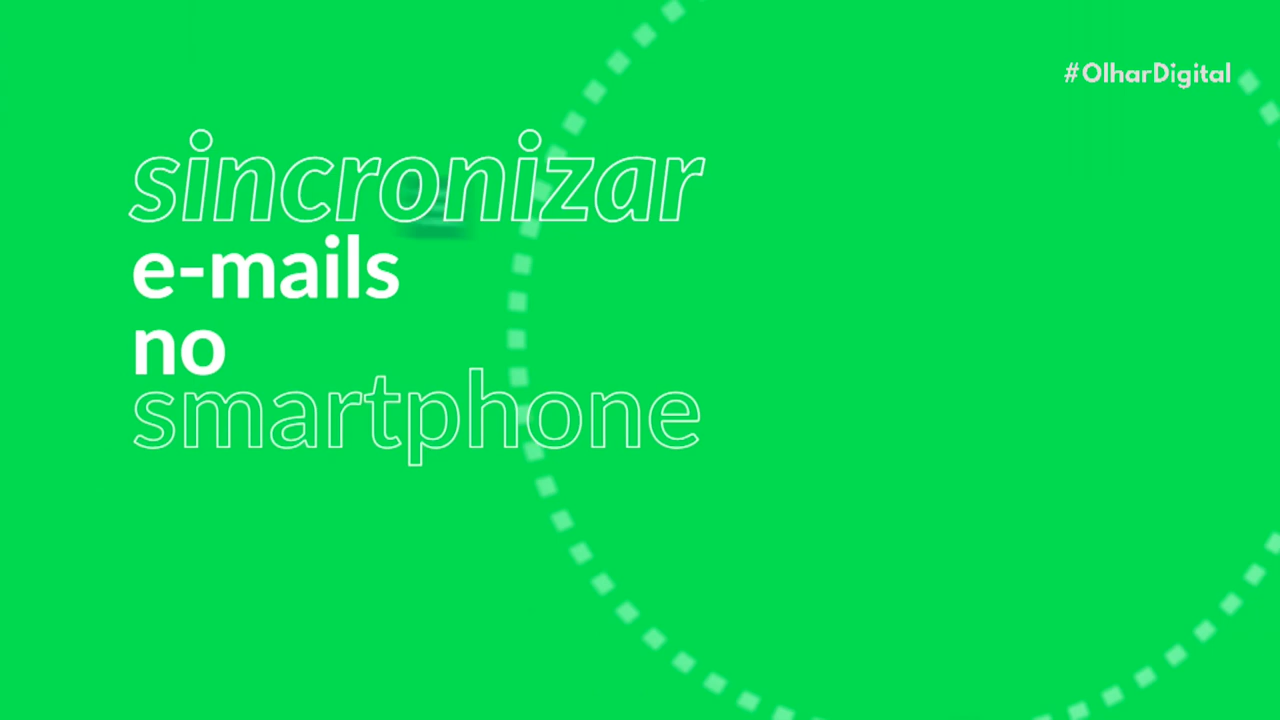 #OlharDigital
sincronizar
e-mails
no
smartphone